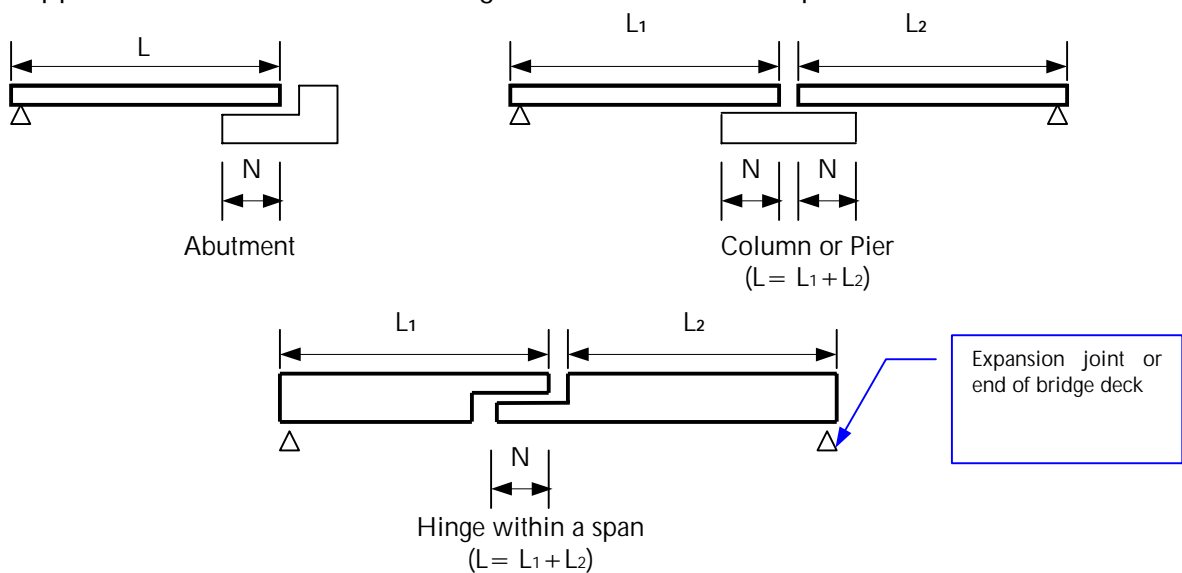 L
N
Abutment
L₁ L₂
N N
Column or Pier
(L= L₁+L₂)
L₁ L₂
N
Hinge within a span
(L= L₁+L₂)
Expansion joint or
end of bridge deck